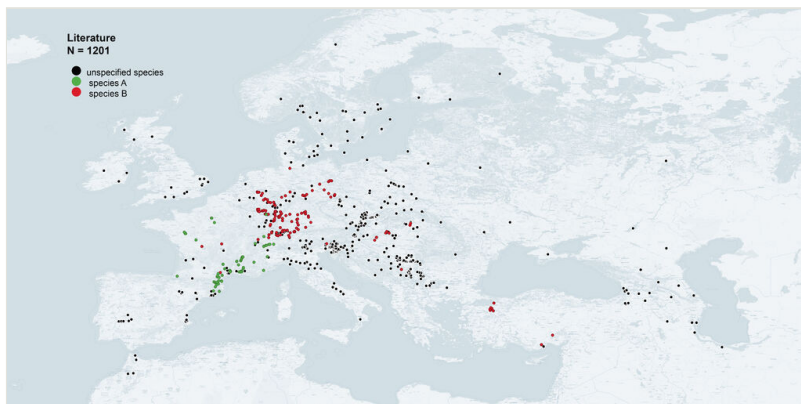 Literature
N = 1201
unspecified species
species A
species B